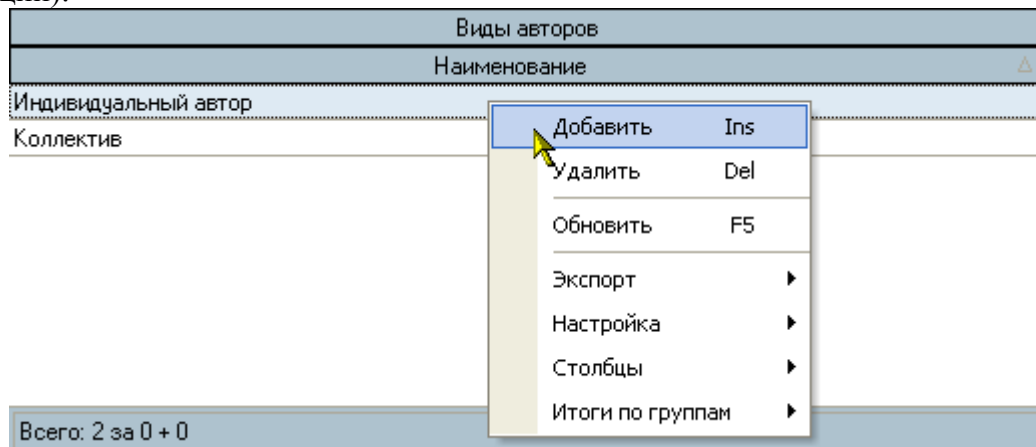 Виды авторов
Наименование
Индивидуальный автор
Коллектив
Добавить Ins
Удалить Del
Обновить F5
Экспорт
Настройка
Столбцы
Итоги по группам
Всего: 2 за 0 + 0